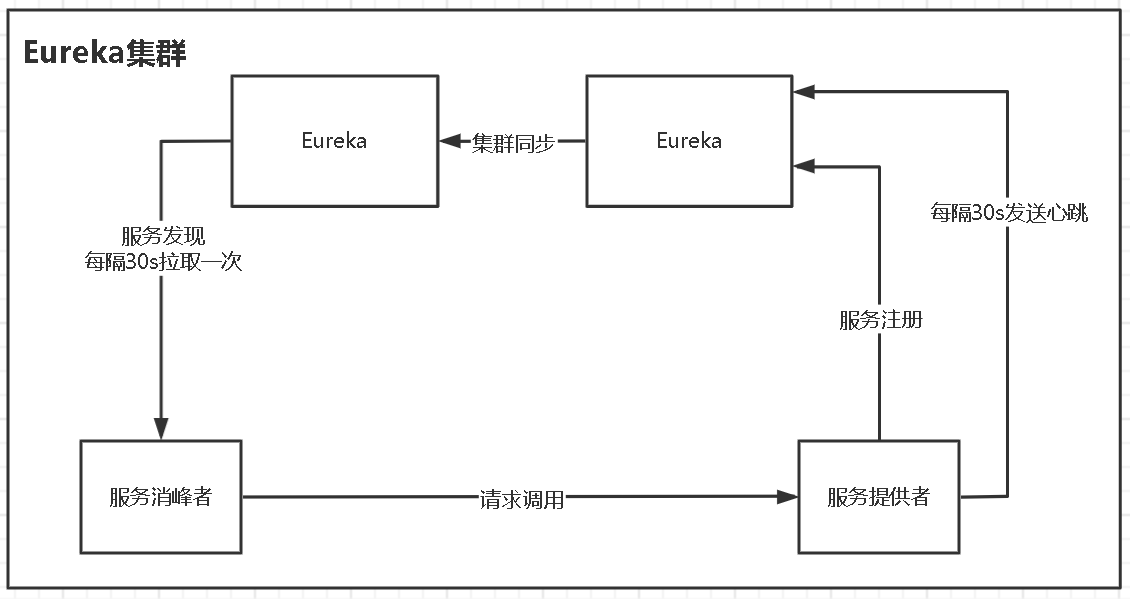 Eureka集群
Eureka
集群同步
Eureka
每隔30s发送心跳
服务发现
每隔30s拉取一次
服务注册
服务消峰者
请求调用
服务提供者